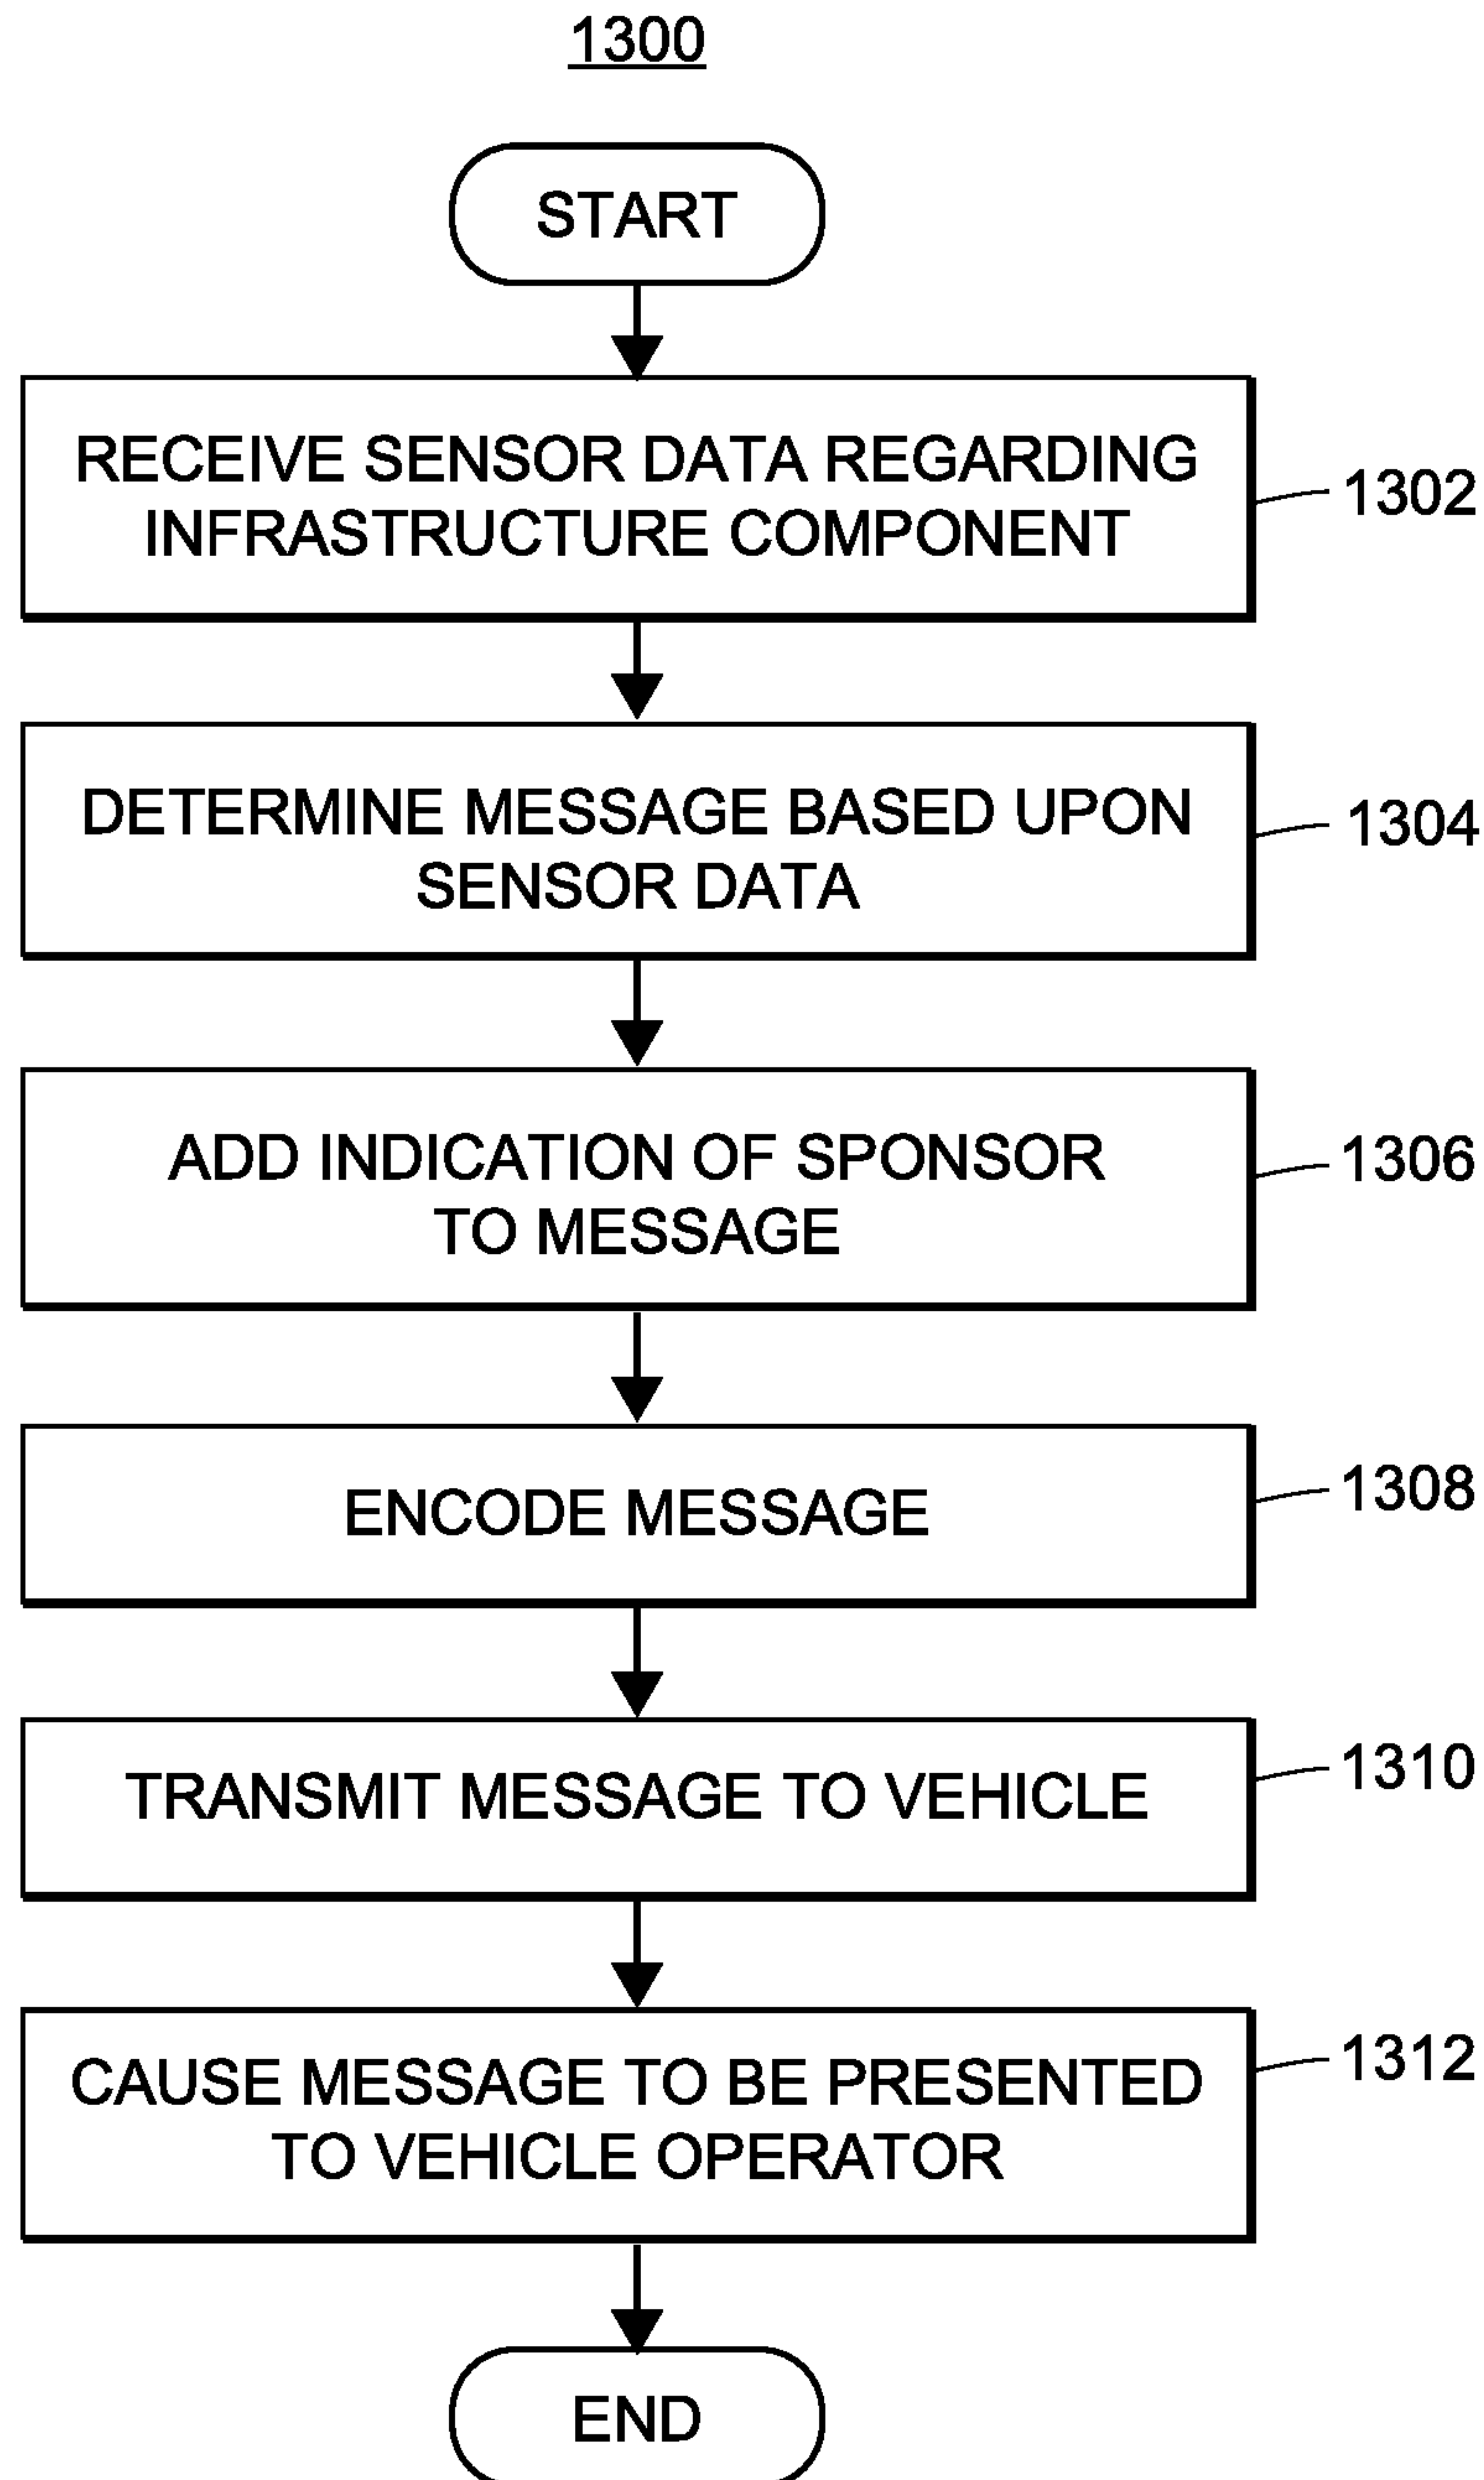 1300
START
RECEIVE SENSOR DATA REGARDING
INFRASTRUCTURE COMPONENT
1302
DETERMINE MESSAGE BASED UPON
SENSOR DATA
1304
ADD INDICATION OF SPONSOR
TO MESSAGE
1306
ENCODE MESSAGE
1308
TRANSMIT MESSAGE TO VEHICLE
1310
CAUSE MESSAGE TO BE PRESENTED
TO VEHICLE OPERATOR
1312
END